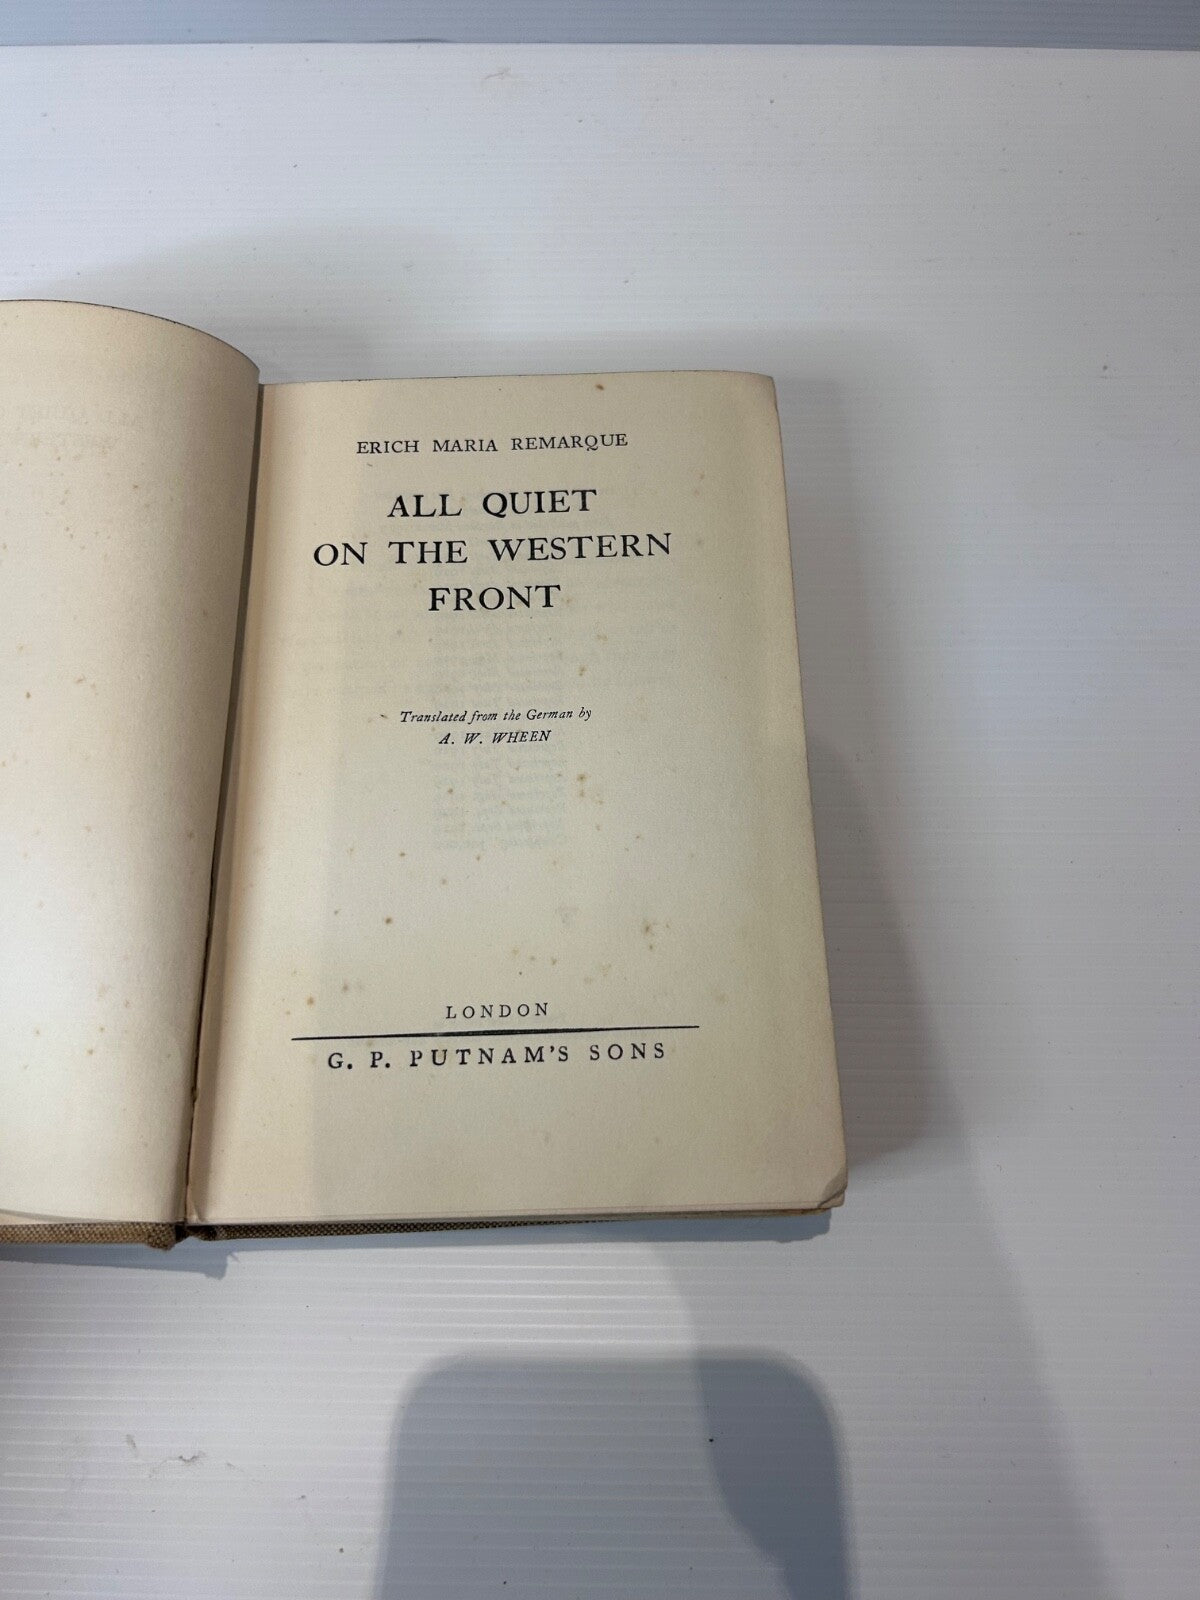 ERICH MARIA REMARQUE
ALL QUIET
ON THE WESTERN
FRONT
Translated from the German by
A. W. WHEEN
LONDON
G. P. PUTNAM'S SONS